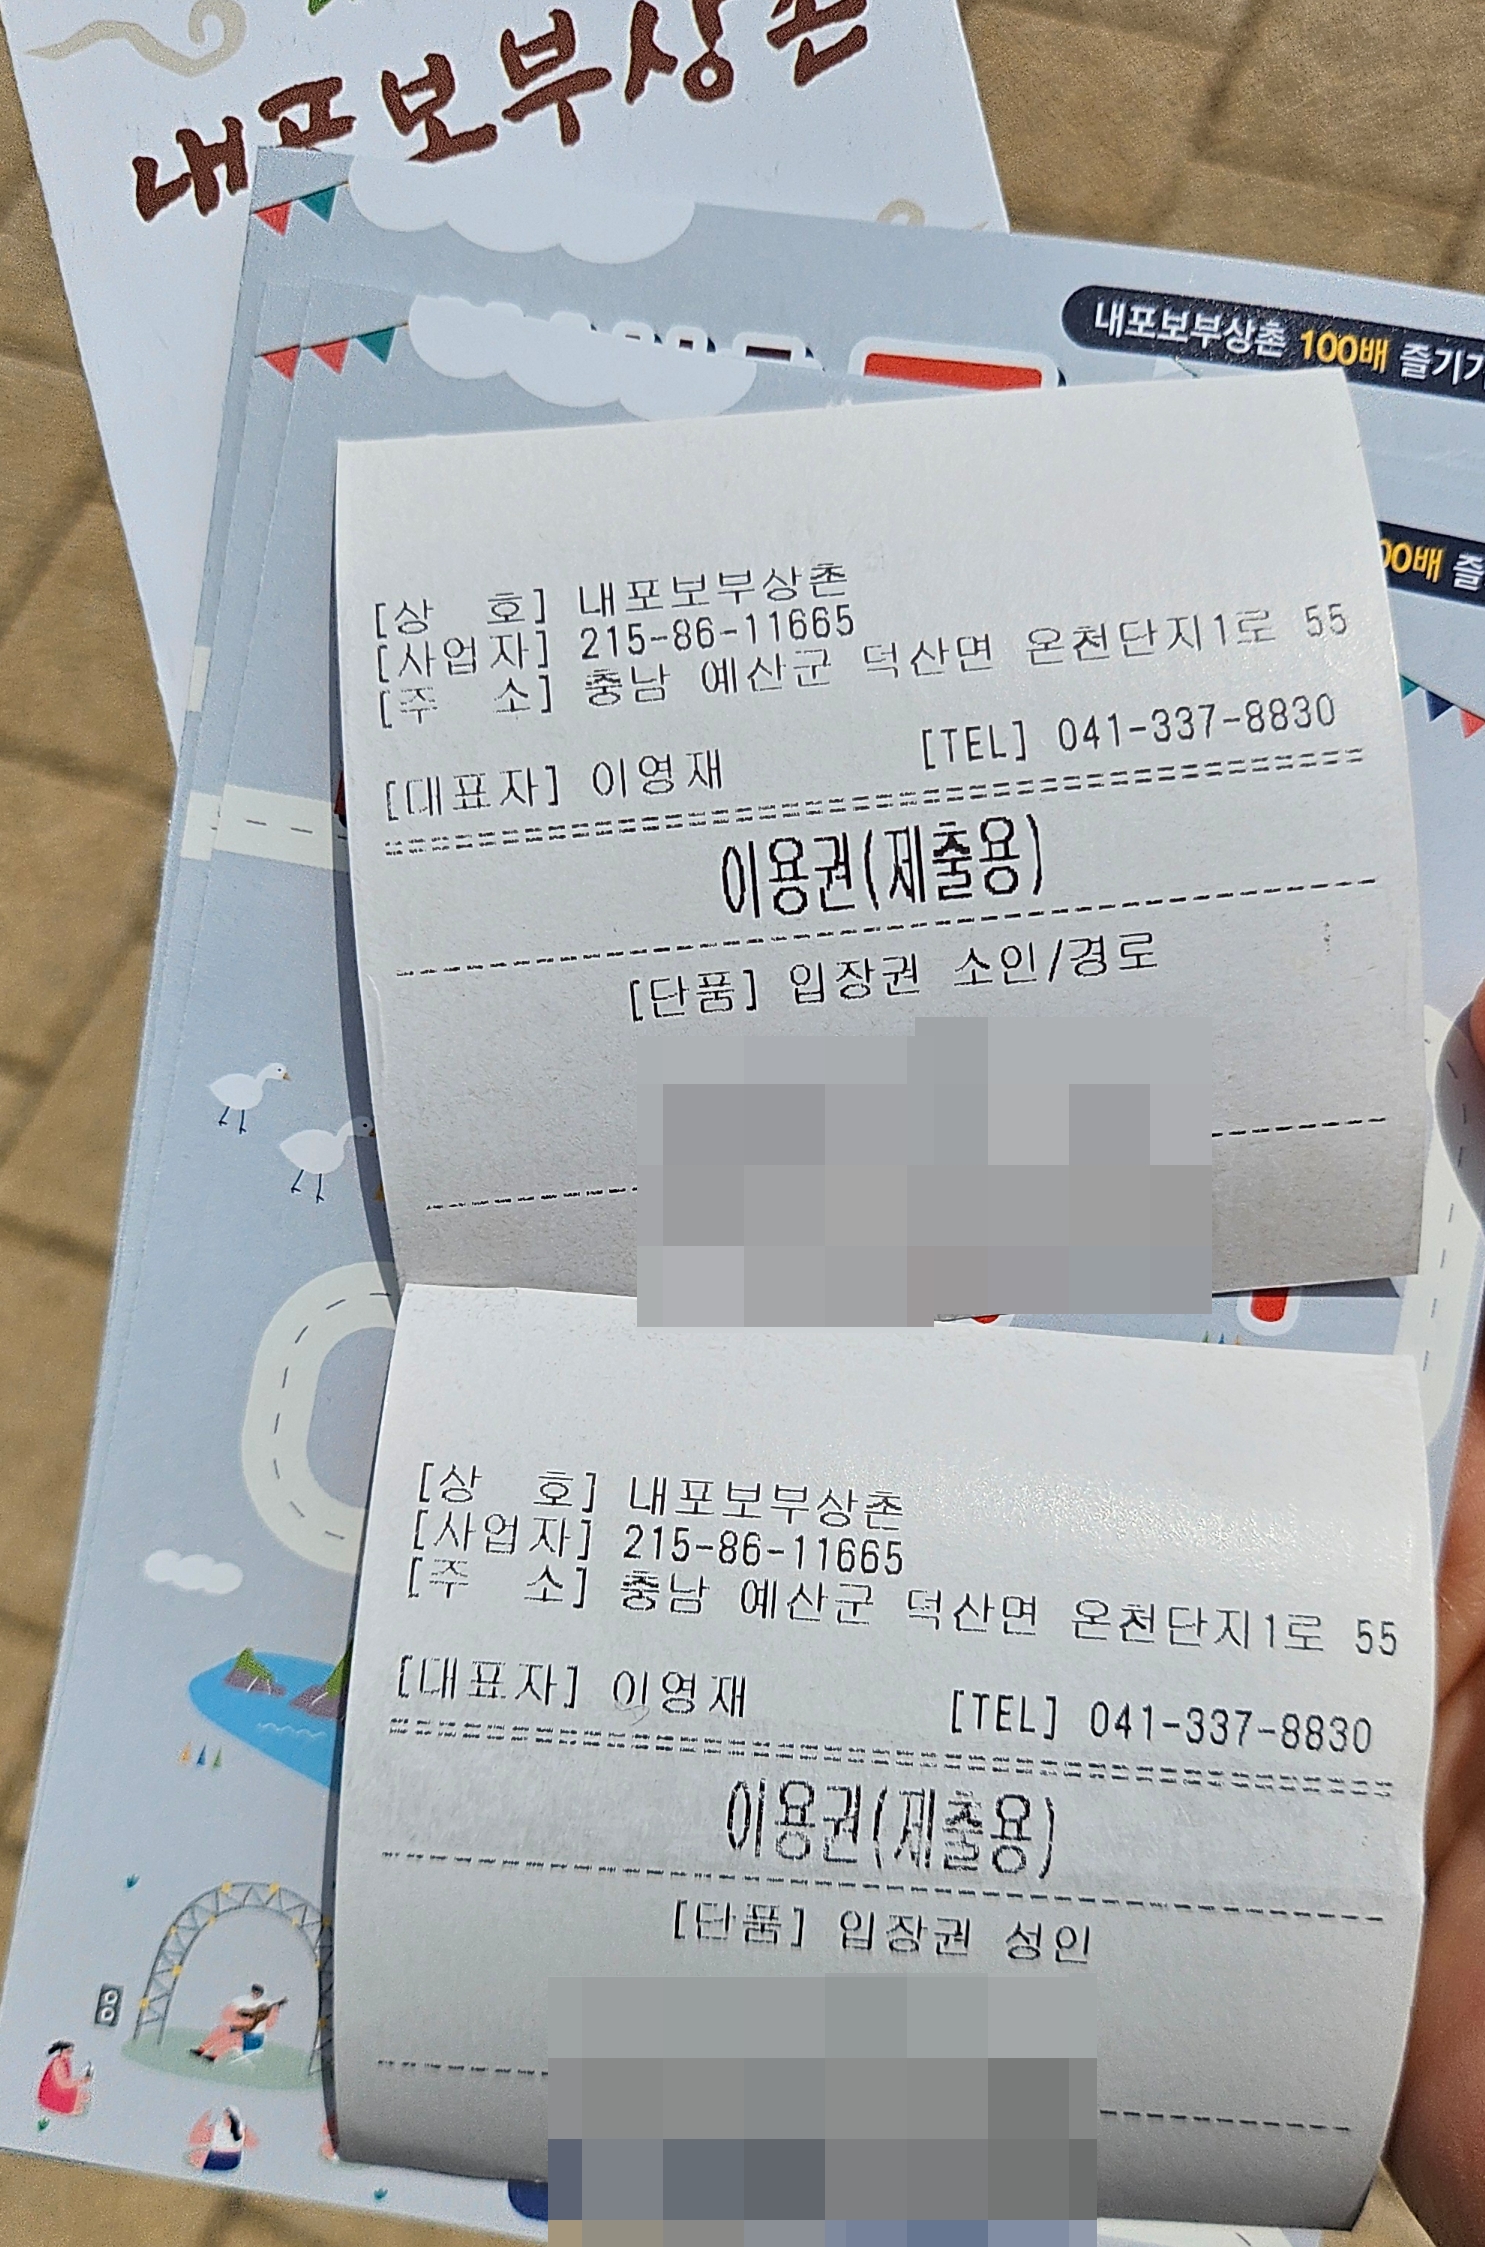 내포보부상촌
내포보부상촌 100배 즐기기
00배 즐
[상 호] 내포보부상촌
[사업자] 215-86-11665
[주 소] 충남 예산군 덕산면 온천단지1로 55
[대표자] 이영재 [TEL] 041-337-8830
이용권(제출용)
[단품] 입장권 소인/경로
[상 호] 내포보부상촌
[사업자] 215-86-11665
[주 소] 충남 예산군 덕산면 온천단지1로 55
[대표자] 이영재 [TEL] 041-337-8830
이용권(제출용)
[단품] 입장권 성인